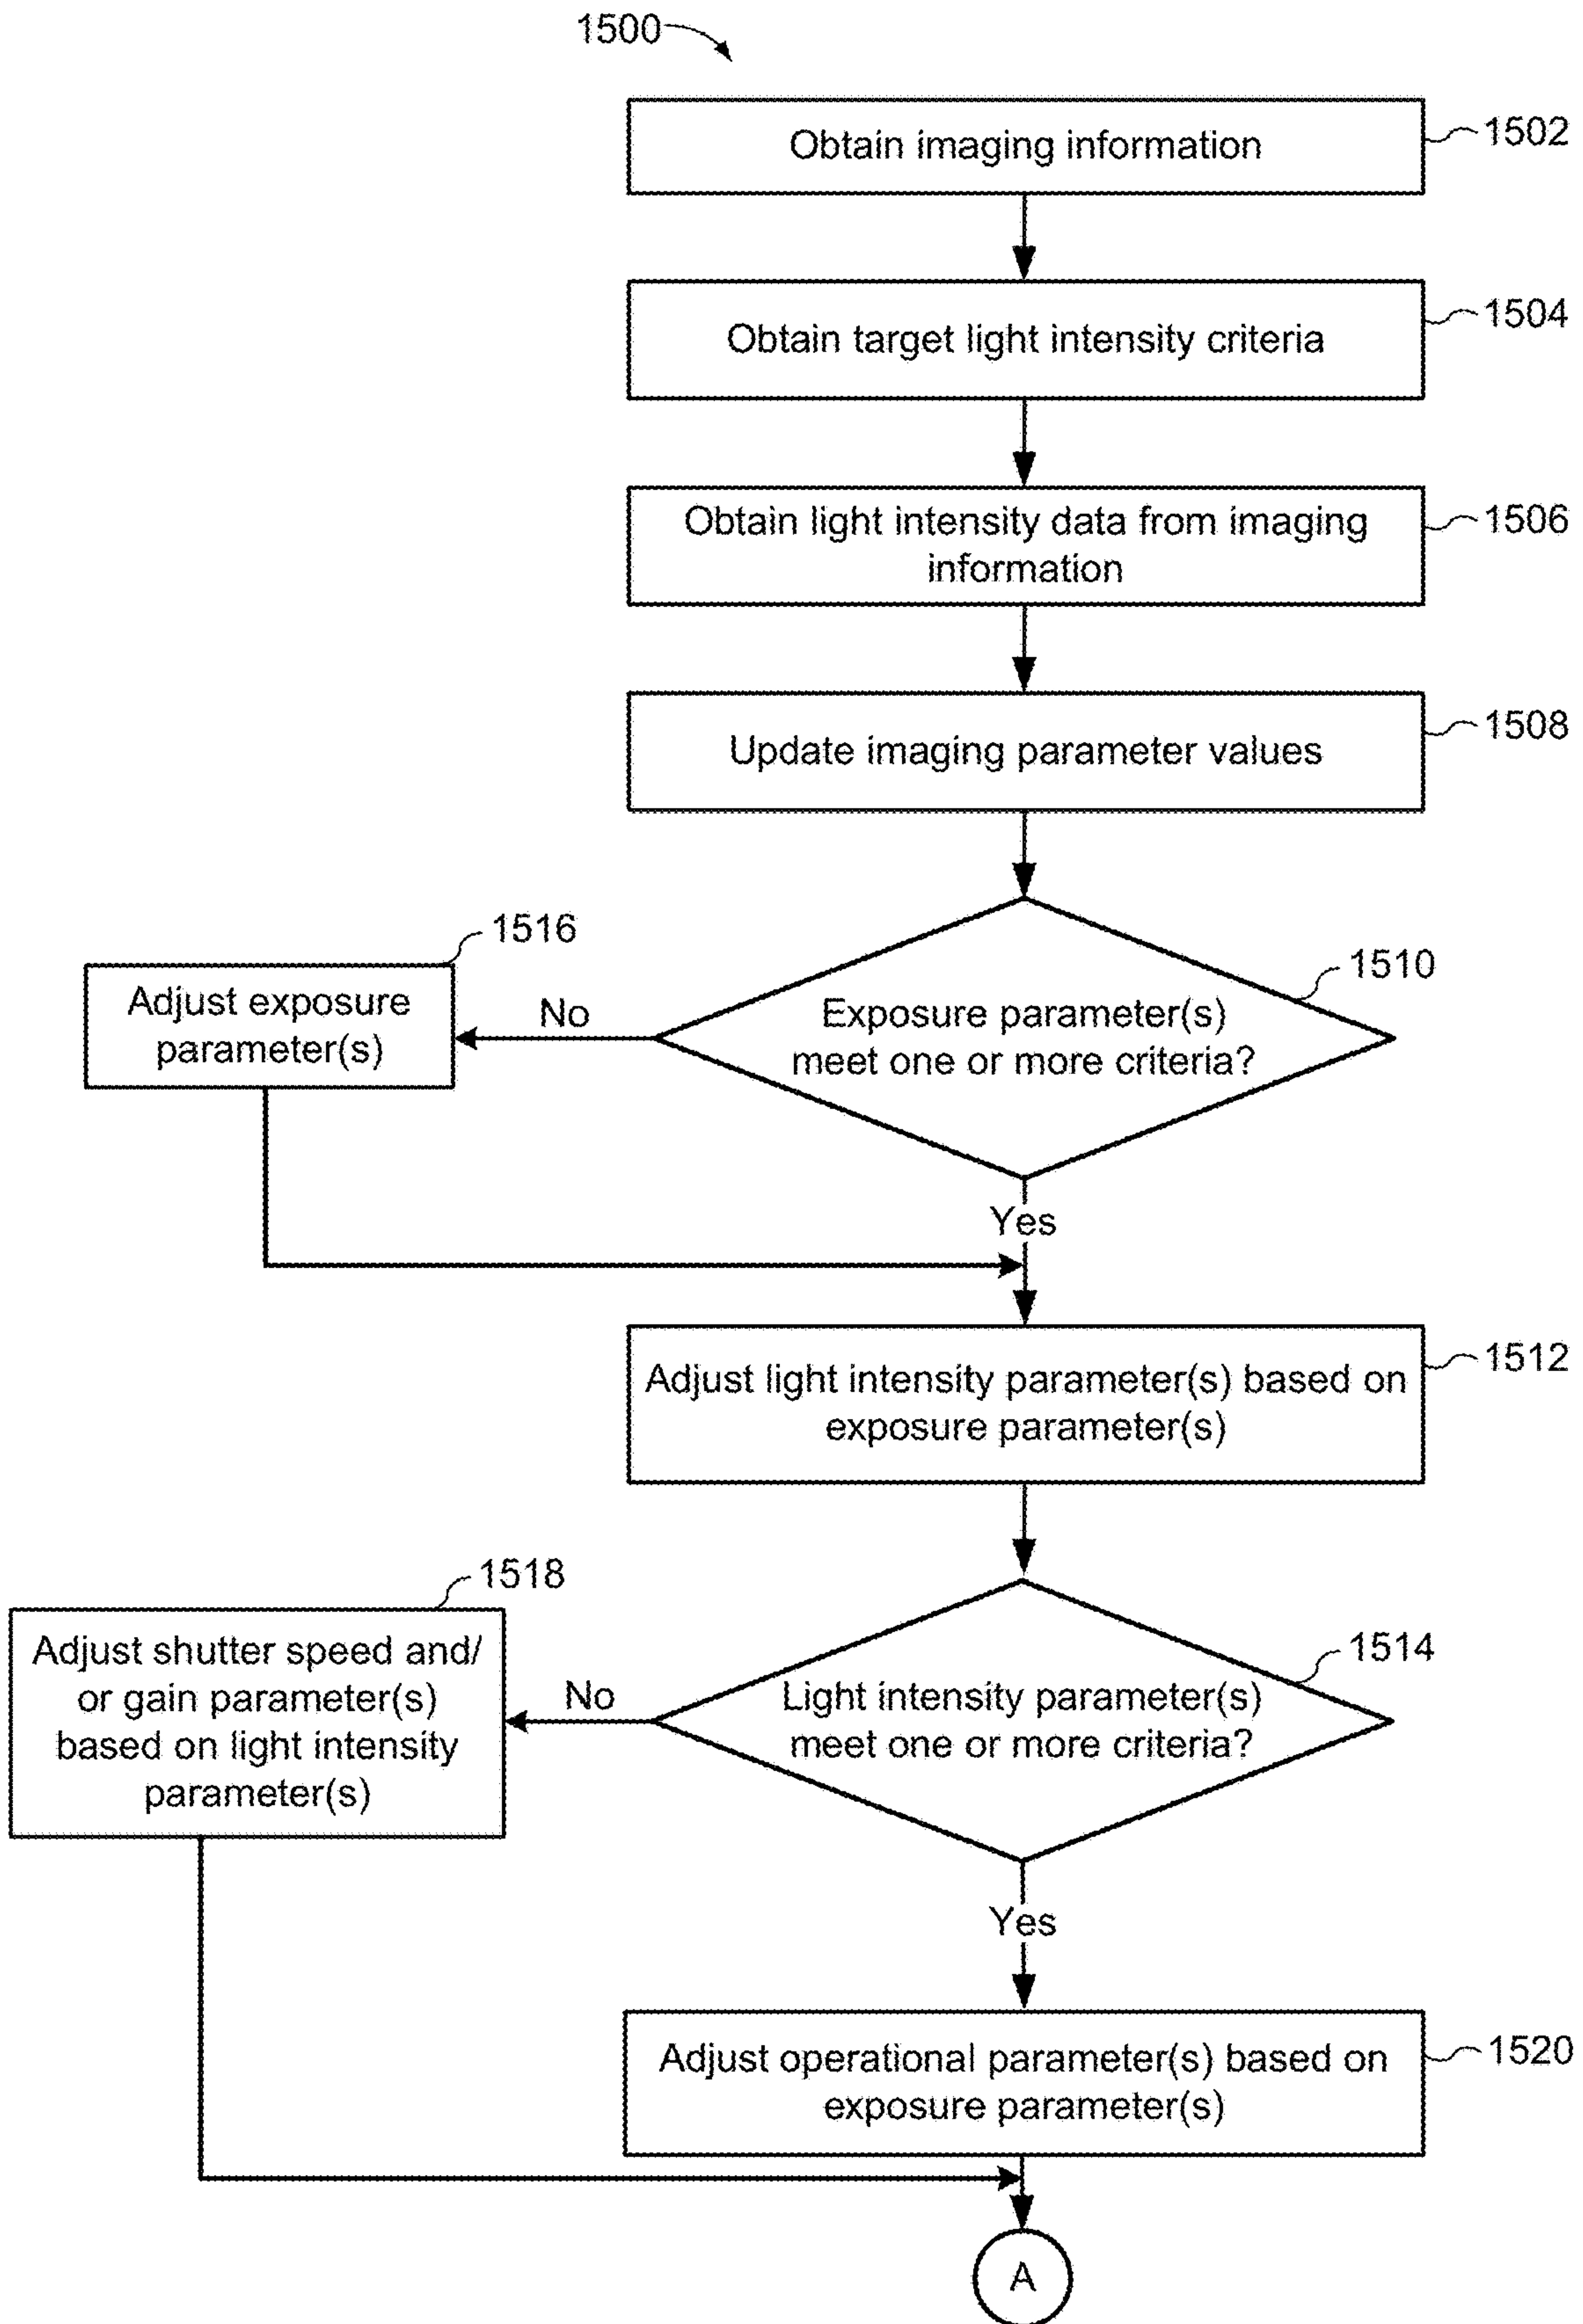 1500
Obtain imaging information
1502
Obtain target light intensity criteria
1504
Obtain light intensity data from imaging
information
1506
Update imaging parameter values
1508
1516
Adjust exposure
parameter(s)
No
Exposure parameter(s)
meet one or more criteria?
1510
Yes
Adjust light intensity parameter(s) based on
exposure parameter(s)
1512
1518
Adjust shutter speed and/
or gain parameter(s)
based on light intensity
parameter(s)
No
Light intensity parameter(s)
meet one or more criteria?
1514
Yes
Adjust operational parameter(s) based on
exposure parameter(s)
1520
A